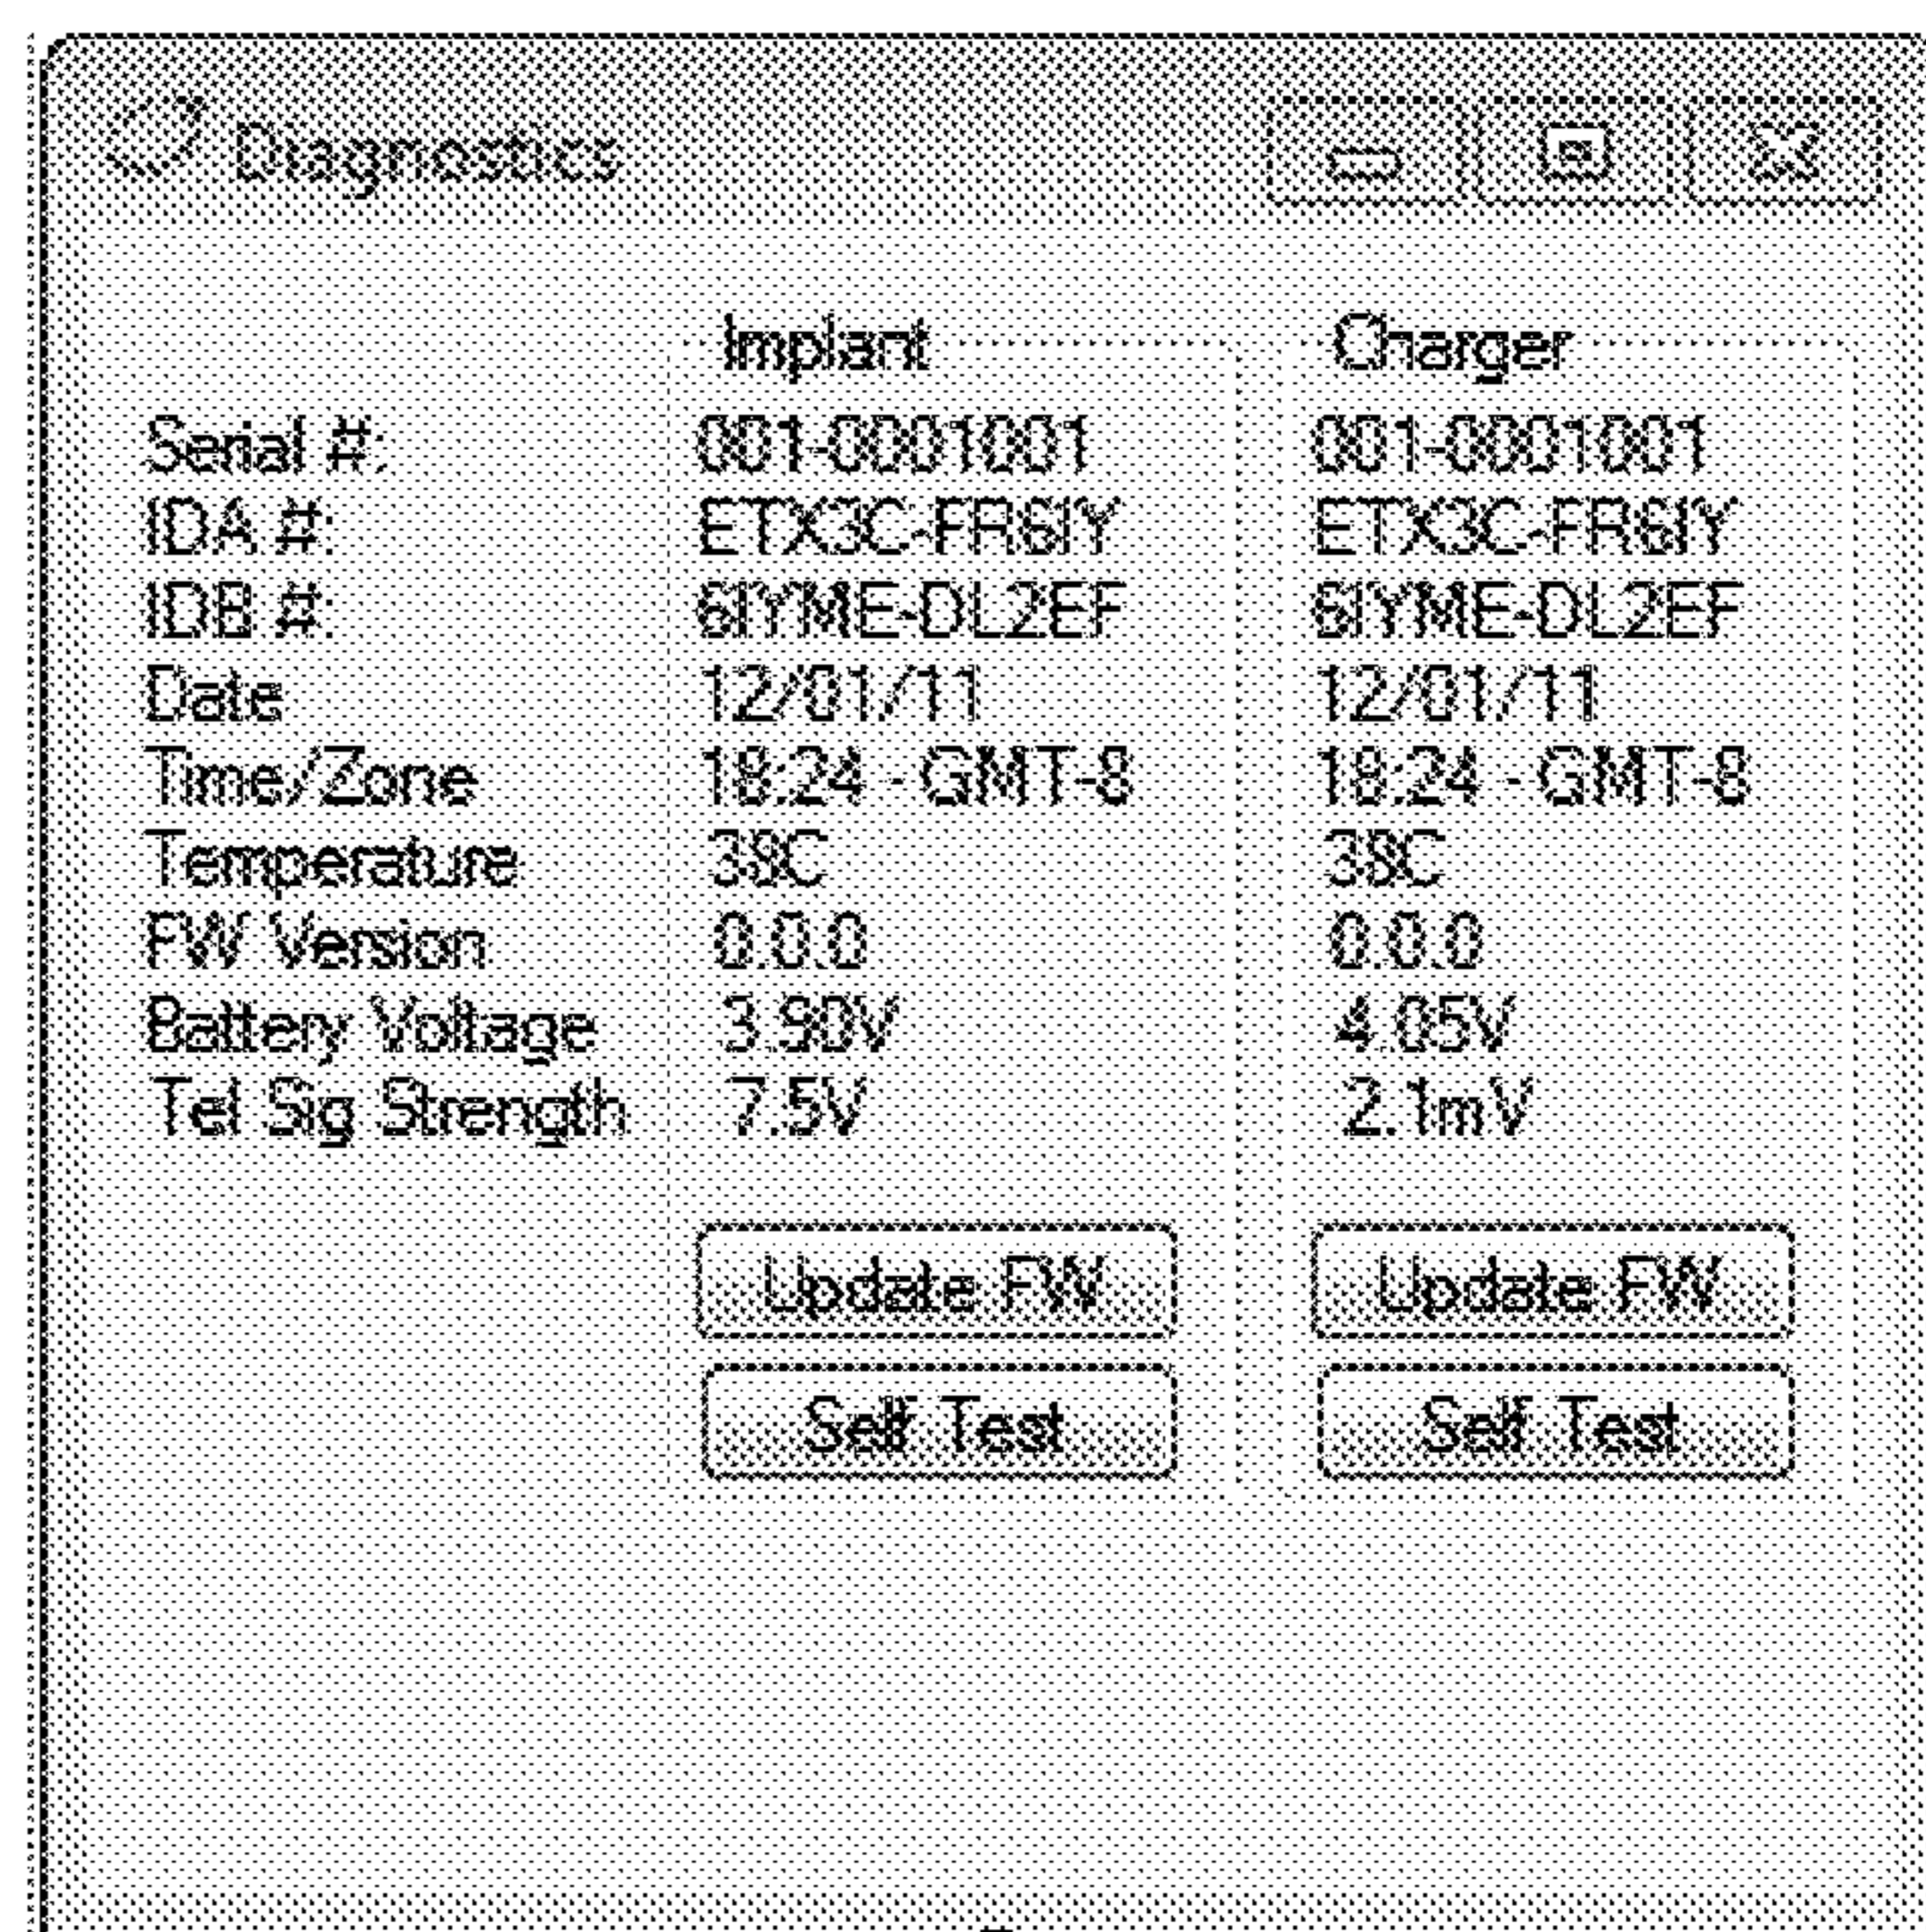 Diagnostics
Implant Charger
Serial #: 001-0001001 001-0001001
IDA #: ETX3C-FR6IY ETX3C-FR6IY
IDB #: 6IYME-DL2EF 6IYME-DL2EF
Date 12/01/11 12/01/11
Time/Zone 18:24 - GMT-8 18:24 - GMT-8
Temperature 38C 38C
FW Version 0.0.0 0.0.0
Battery Voltage 3.90V 4.05V
Tel Sig Strength 7.5V 2.1mV
Update FW Update FW
Self Test Self Test